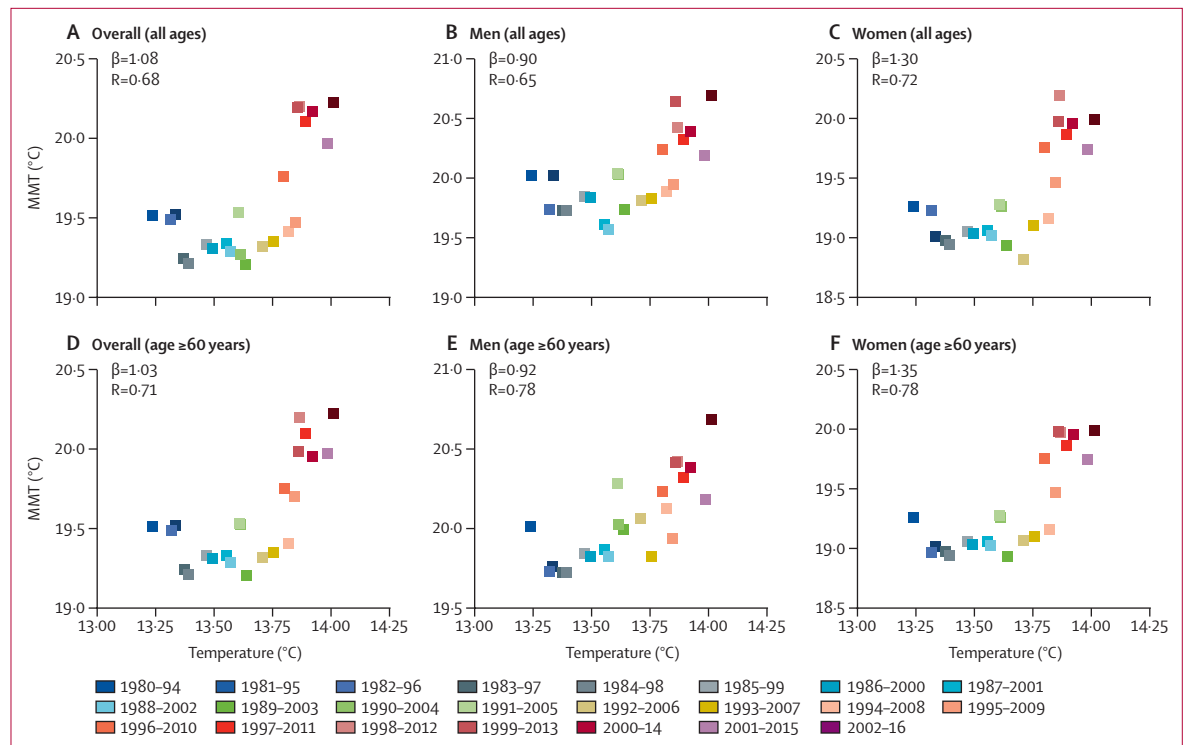 A Overall (all ages)
β=1·08
R=0·68
20·5
20·0
19·5
19·0
MMT (°C)
B Men (all ages)
β=0·90
R=0·65
21·0
20·5
20·0
19·5
19·0
C Women (all ages)
β=1·30
R=0·72
20·5
20·0
19·5
19·0
18·5
D Overall (age ≥60 years)
β=1·03
R=0·71
20·5
20·0
19·5
19·0
MMT (°C)
13·00 13·25 13·50 13·75 14·00 14·25
Temperature (°C)
E Men (age ≥60 years)
β=0·92
R=0·78
21·0
20·5
20·0
19·5
13·00 13·25 13·50 13·75 14·00 14·25
Temperature (°C)
F Women (age ≥60 years)
β=1·35
R=0·78
20·5
20·0
19·5
19·0
18·5
13·00 13·25 13·50 13·75 14·00 14·25
Temperature (°C)
1980–94 1981–95 1982–96 1983–97 1984–98 1985–99 1986–2000 1987–2001
1988–2002 1989–2003 1990–2004 1991–2005 1992–2006 1993–2007 1994–2008 1995–2009
1996–2010 1997–2011 1998–2012 1999–2013 2000–14 2001–2015 2002–16